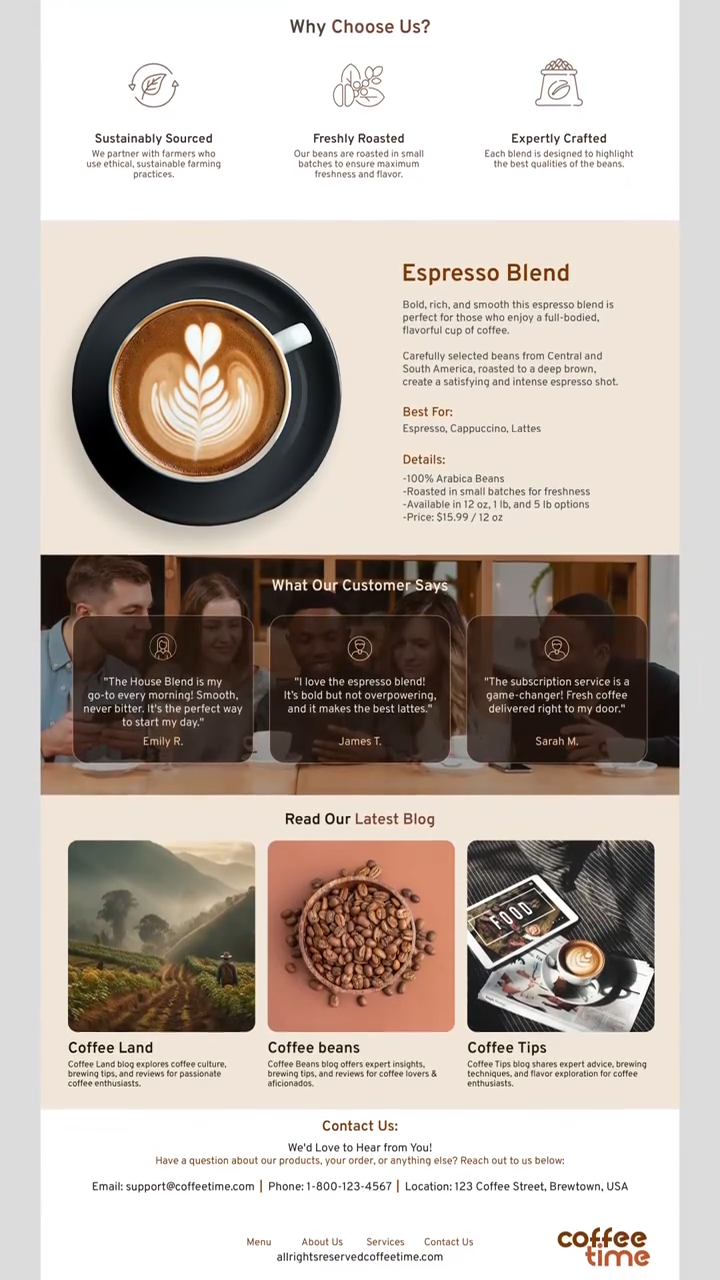 Why Choose Us?
Sustainably Sourced
We partner with farmers who
use ethical, sustainable farming
practices.
Freshly Roasted
Our beans are roasted in small
batches to ensure maximum
freshness and flavor.
Expertly Crafted
Each blend is designed to highlight
the best qualities of the beans.
Espresso Blend
Bold, rich, and smooth this espresso blend is
perfect for those who enjoy a full-bodied,
flavorful cup of coffee.
Carefully selected beans from Central and
South America, roasted to a deep brown,
create a satisfying and intense espresso shot.
Best For:
Espresso, Cappuccino, Lattes
Details:
-100% Arabica Beans
-Roasted in small batches for freshness
-Available in 12 oz, 1 lb, and 5 lb options
-Price: $15.99 / 12 oz
What Our Customer Says
"The House Blend is my
go-to every morning! Smooth,
never bitter. It's the perfect way
to start my day."
Emily R.
"I love the espresso blend!
It's bold but not overpowering,
and it makes the best lattes."
James T.
"The subscription service is a
game-changer! Fresh coffee
delivered right to my door."
Sarah M.
Read Our Latest Blog
FOOD
Coffee Land
Coffee Land blog explores coffee culture,
brewing tips, and reviews for passionate
coffee enthusiasts.
Coffee beans
Coffee Beans blog offers expert insights,
brewing tips, and reviews for coffee lovers &
aficionados.
Coffee Tips
Coffee Tips blog shares expert advice, brewing
techniques, and flavor exploration for coffee
enthusiasts.
Contact Us:
We'd Love to Hear from You!
Have a question about our products, your order, or anything else? Reach out to us below:
Email: support@coffeetime.com | Phone: 1-800-123-4567 | Location: 123 Coffee Street, Brewtown, USA
Menu About Us Services Contact Us
allrightsreservedcoffeetime.com
coffee
time